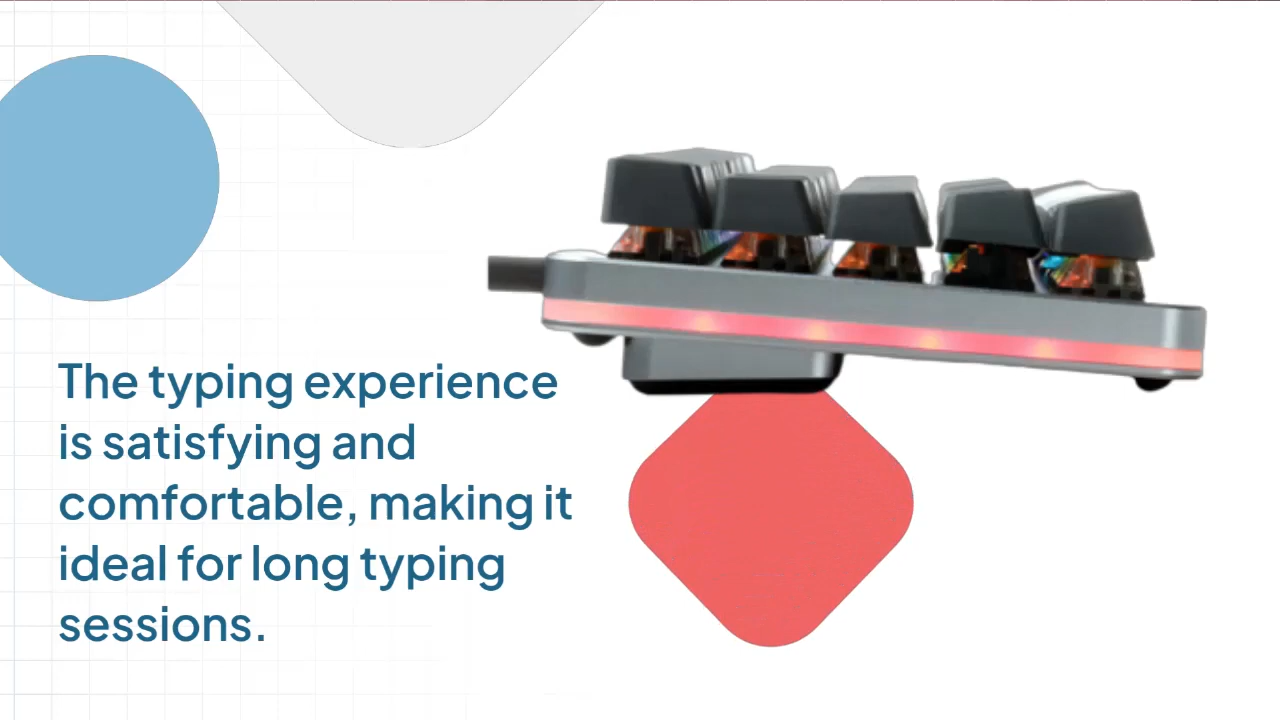 The typing experience
is satisfying and
comfortable, making it
ideal for long typing
sessions.